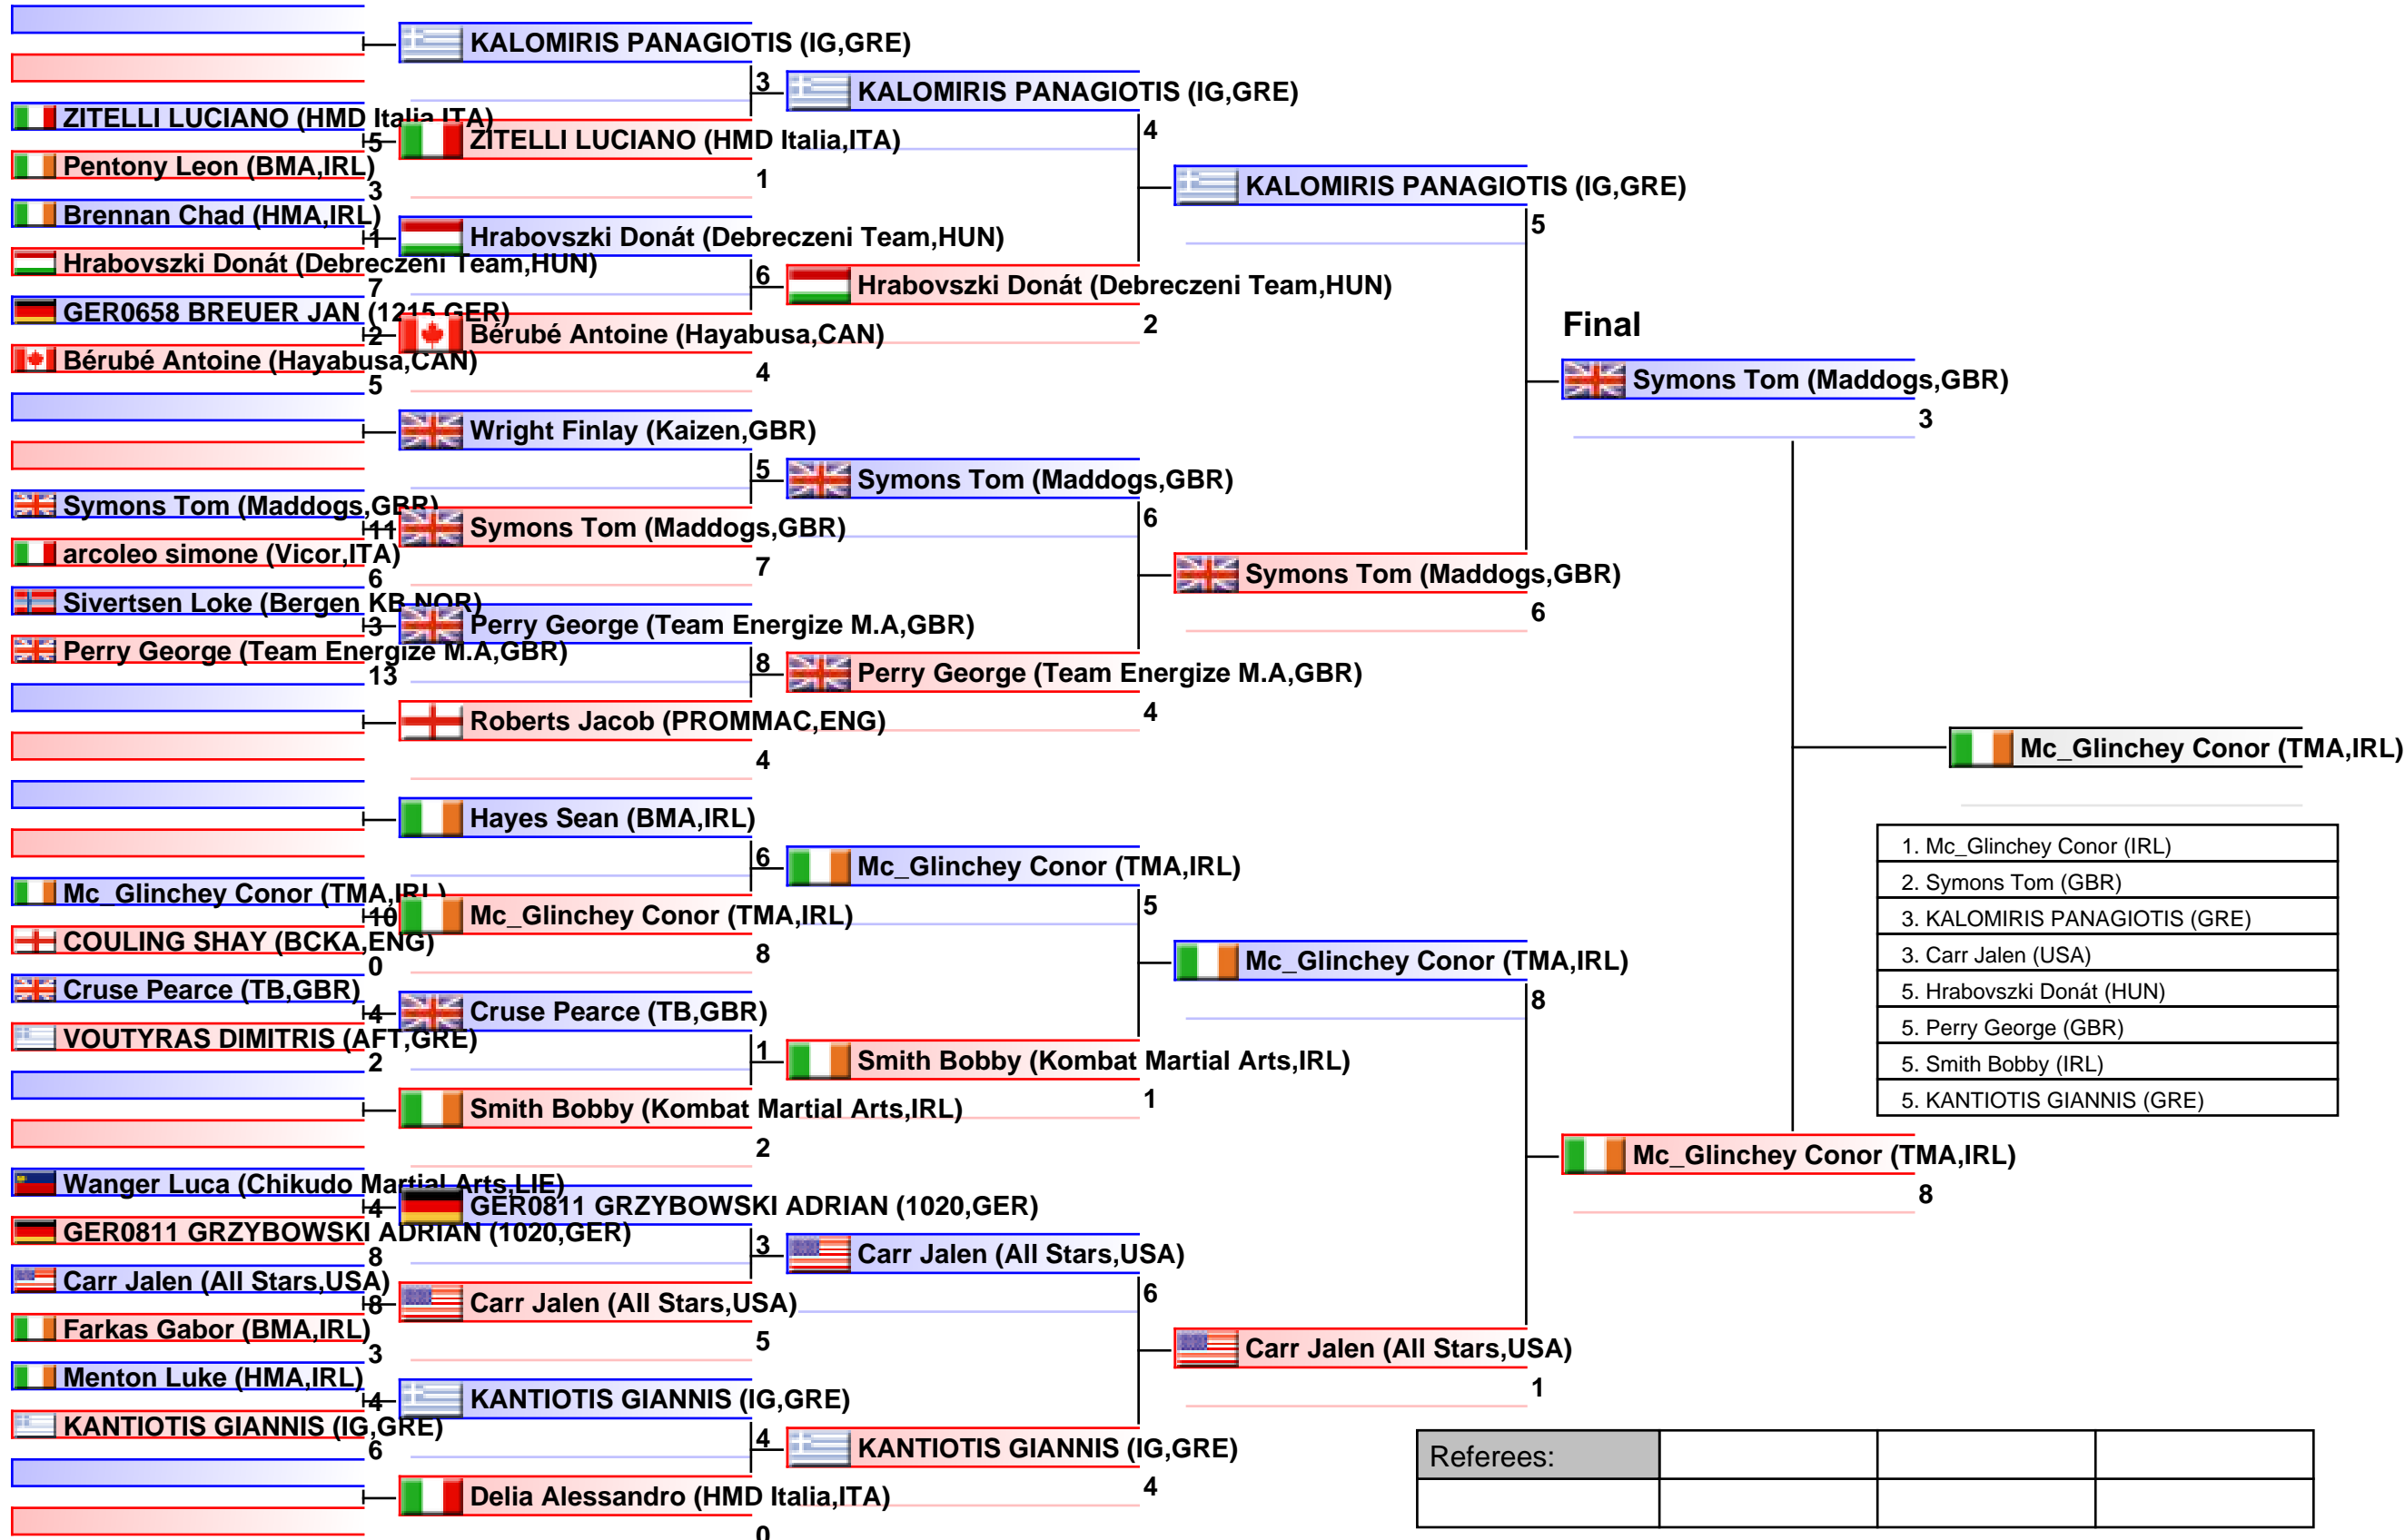 KALOMIRIS PANAGIOTIS (IG,GRE)
3
ZITELLI LUCIANO (HMD Italia,ITA)
5
Pentony Leon (BMA,IRL)
3
ZITELLI LUCIANO (HMD Italia,ITA)
1
Brennan Chad (HMA,IRL)
1
Hrabovszki Donát (Debreczeni Team,HUN)
7
Hrabovszki Donát (Debreczeni Team,HUN)
6
GER0658 BREUER JAN (1215,GER)
2
Bérubé Antoine (Hayabusa,CAN)
5
Bérubé Antoine (Hayabusa,CAN)
4
Wright Finlay (Kaizen,GBR)
5
Symons Tom (Maddogs,GBR)
11
arcoleo simone (Vicor,ITA)
6
Symons Tom (Maddogs,GBR)
7
Sivertsen Loke (Bergen KB,NOR)
3
Perry George (Team Energize M.A,GBR)
13
Perry George (Team Energize M.A,GBR)
8
Roberts Jacob (PROMMAC,ENG)
4
Hayes Sean (BMA,IRL)
6
Mc_Glinchey Conor (TMA,IRL)
10
COULING SHAY (BCKA,ENG)
0
Mc_Glinchey Conor (TMA,IRL)
8
Cruse Pearce (TB,GBR)
4
VOUTYRAS DIMITRIS (AFT,GRE)
2
Cruse Pearce (TB,GBR)
1
Smith Bobby (Kombat Martial Arts,IRL)
2
Wanger Luca (Chikudo Martial Arts,LIE)
4
GER0811 GRZYBOWSKI ADRIAN (1020,GER)
8
GER0811 GRZYBOWSKI ADRIAN (1020,GER)
3
Carr Jalen (All Stars,USA)
8
Farkas Gabor (BMA,IRL)
3
Carr Jalen (All Stars,USA)
5
Menton Luke (HMA,IRL)
4
KANTIOTIS GIANNIS (IG,GRE)
6
KANTIOTIS GIANNIS (IG,GRE)
4
Delia Alessandro (HMD Italia,ITA)
0
KALOMIRIS PANAGIOTIS (IG,GRE)
4
Hrabovszki Donát (Debreczeni Team,HUN)
2
Symons Tom (Maddogs,GBR)
6
Perry George (Team Energize M.A,GBR)
4
Mc_Glinchey Conor (TMA,IRL)
5
Smith Bobby (Kombat Martial Arts,IRL)
1
Carr Jalen (All Stars,USA)
6
KANTIOTIS GIANNIS (IG,GRE)
4
KALOMIRIS PANAGIOTIS (IG,GRE)
5
Symons Tom (Maddogs,GBR)
6
Mc_Glinchey Conor (TMA,IRL)
8
Carr Jalen (All Stars,USA)
1
Final
Symons Tom (Maddogs,GBR)
3
Mc_Glinchey Conor (TMA,IRL)
8
Mc_Glinchey Conor (TMA,IRL)
1. Mc_Glinchey Conor (IRL)
2. Symons Tom (GBR)
3. KALOMIRIS PANAGIOTIS (GRE)
3. Carr Jalen (USA)
5. Hrabovszki Donát (HUN)
5. Perry George (GBR)
5. Smith Bobby (IRL)
5. KANTIOTIS GIANNIS (GRE)
Referees: